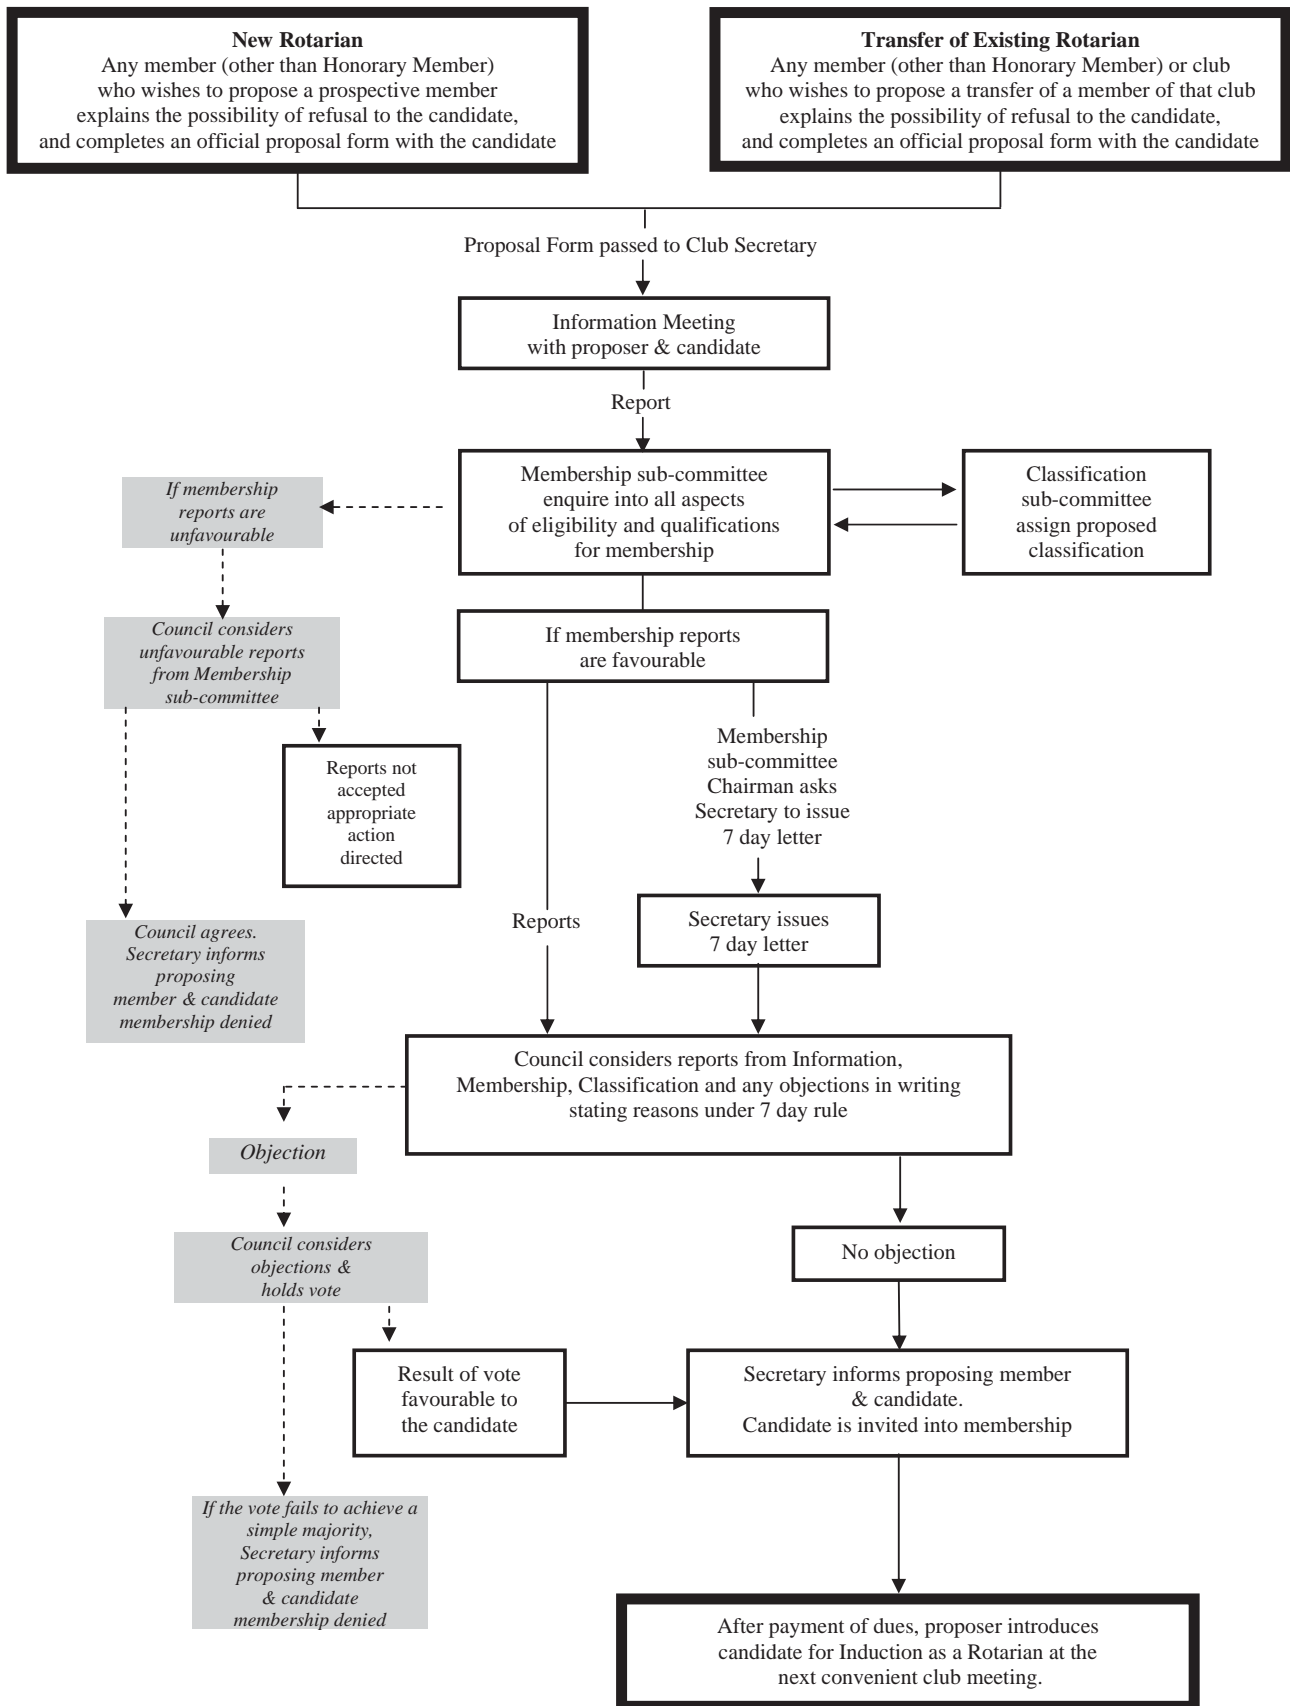 New Rotarian
Any member (other than Honorary Member)
who wishes to propose a prospective member
explains the possibility of refusal to the candidate,
and completes an official proposal form with the candidate
Transfer of Existing Rotarian
Any member (other than Honorary Member) or club
who wishes to propose a transfer of a member of that club
explains the possibility of refusal to the candidate,
and completes an official proposal form with the candidate
Proposal Form passed to Club Secretary
Information Meeting
with proposer & candidate
Report
Membership sub-committee
enquire into all aspects
of eligibility and qualifications
for membership
Classification
sub-committee
assign proposed
classification
If membership
reports are
unfavourable
Council considers
unfavourable reports
from Membership
sub-committee
If membership reports
are favourable
Reports not
accepted
appropriate
action
directed
Membership
sub-committee
Chairman asks
Secretary to issue
7 day letter
Council agrees.
Secretary informs
proposing
member & candidate
membership denied
Reports
Secretary issues
7 day letter
Council considers reports from Information,
Membership, Classification and any objections in writing
stating reasons under 7 day rule
Objection
Council considers
objections &
holds vote
No objection
Result of vote
favourable to
the candidate
Secretary informs proposing member
& candidate.
Candidate is invited into membership
If the vote fails to achieve a
simple majority,
Secretary informs
proposing member
& candidate
membership denied
After payment of dues, proposer introduces
candidate for Induction as a Rotarian at the
next convenient club meeting.